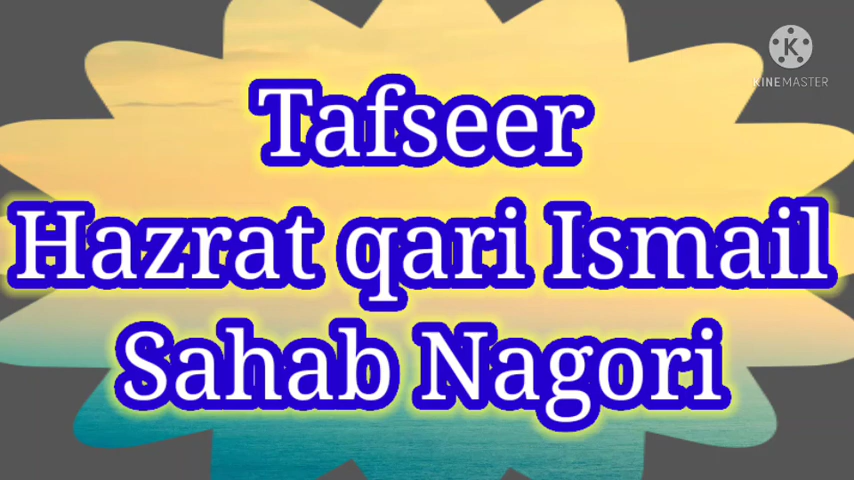 K
KINEMASTER
Tafseer
Hazrat qari Ismail
Sahab Nagori